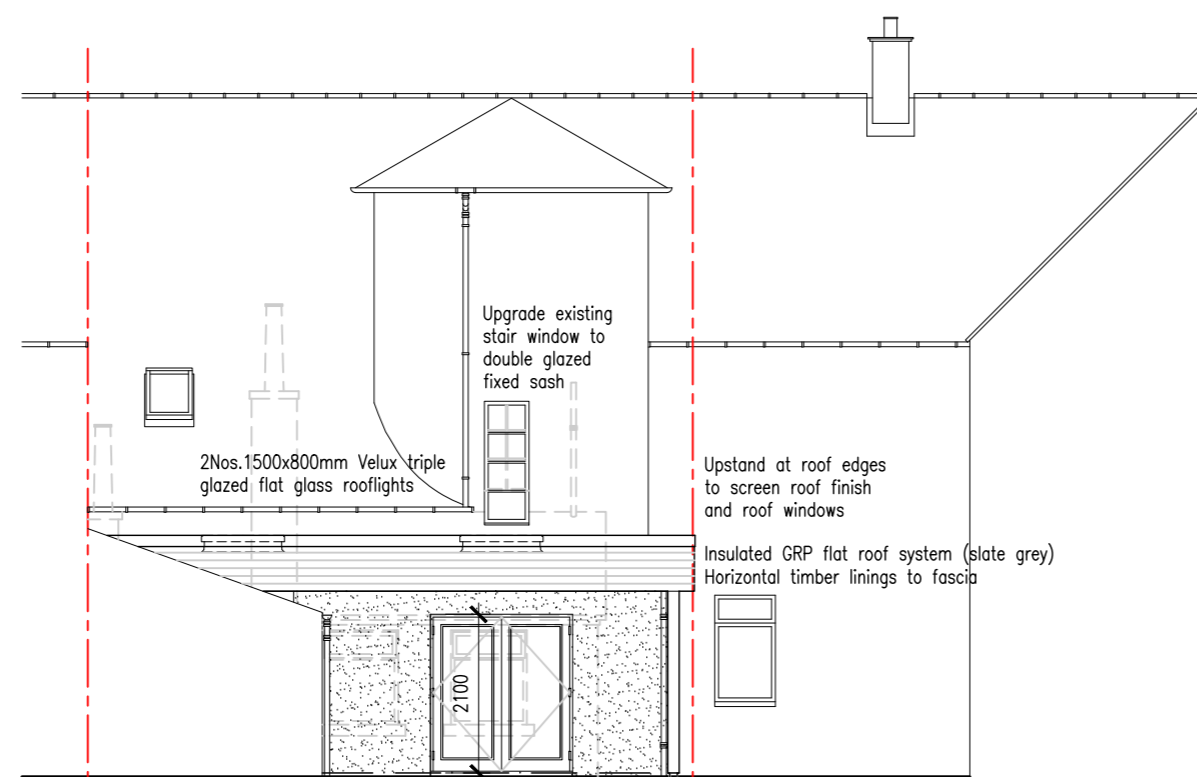 Upgrade existing
stair window to
double glazed
fixed sash
2Nos.1500x800mm Velux triple
glazed flat glass rooflights
Upstand at roof edges
to screen roof finish
and roof windows
Insulated GRP flat roof system (slate grey)
Horizontal timber linings to fascia
2100